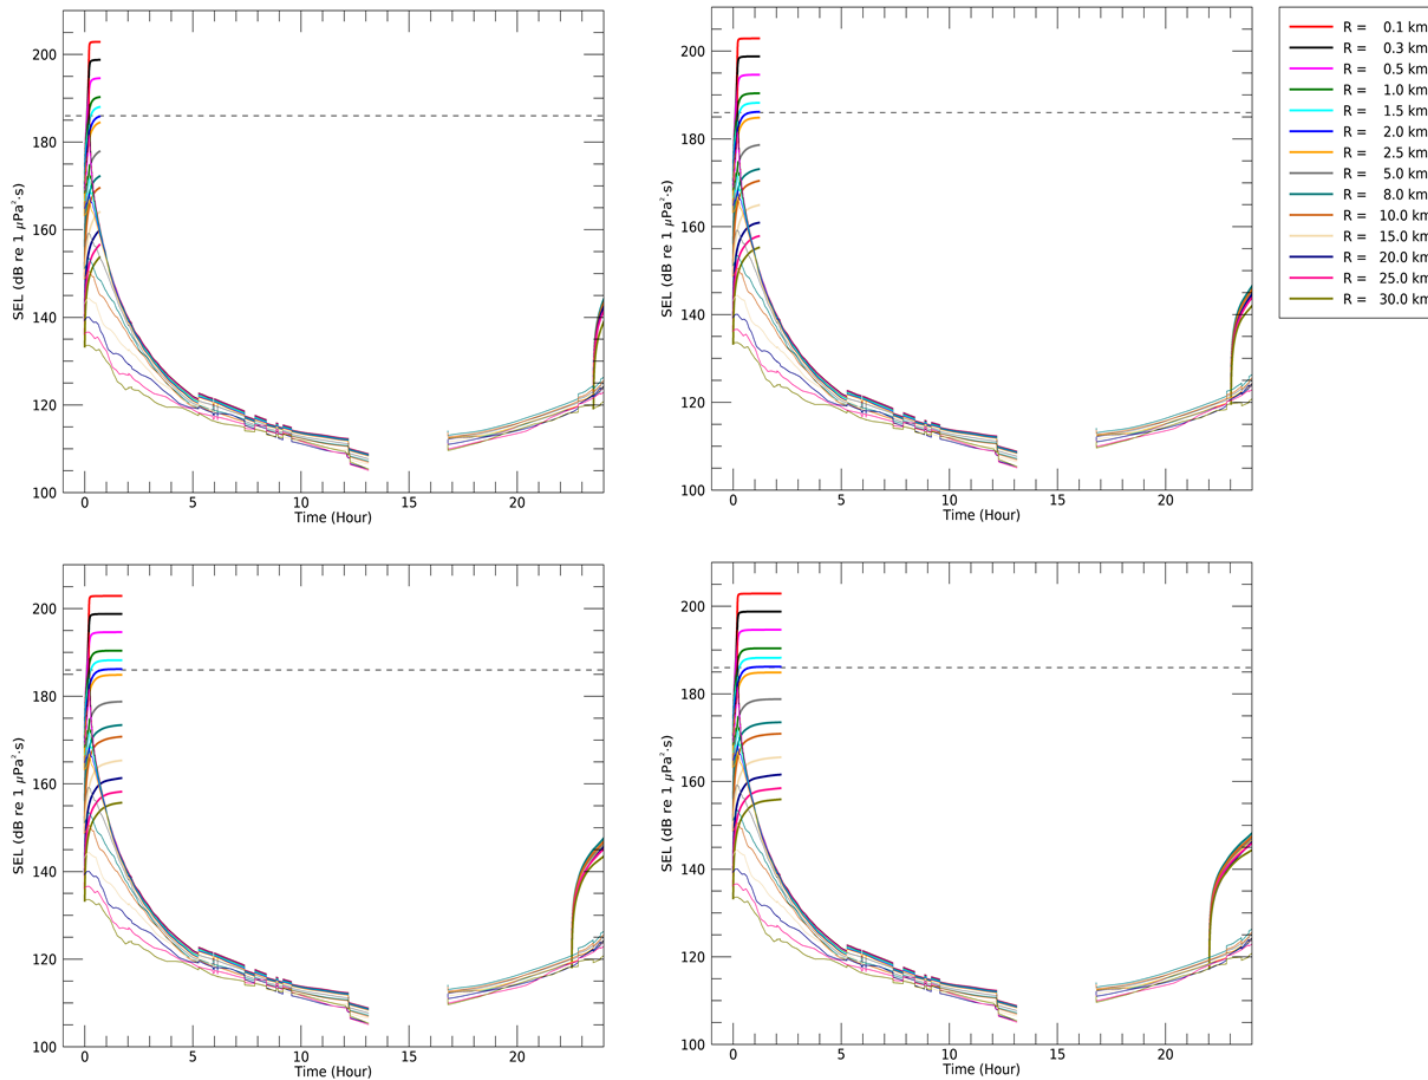 200
180
160
140
120
100
SEL (dB re 1 μPa²·s)
0
5
10
15
20
Time (Hour)
200
180
160
140
120
100
SEL (dB re 1 μPa²·s)
0
5
10
15
20
Time (Hour)
R = 0.1 km
R = 0.3 km
R = 0.5 km
R = 1.0 km
R = 1.5 km
R = 2.0 km
R = 2.5 km
R = 5.0 km
R = 8.0 km
R = 10.0 km
R = 15.0 km
R = 20.0 km
R = 25.0 km
R = 30.0 km
200
180
160
140
120
100
SEL (dB re 1 μPa²·s)
0
5
10
15
20
Time (Hour)
200
180
160
140
120
100
SEL (dB re 1 μPa²·s)
0
5
10
15
20
Time (Hour)